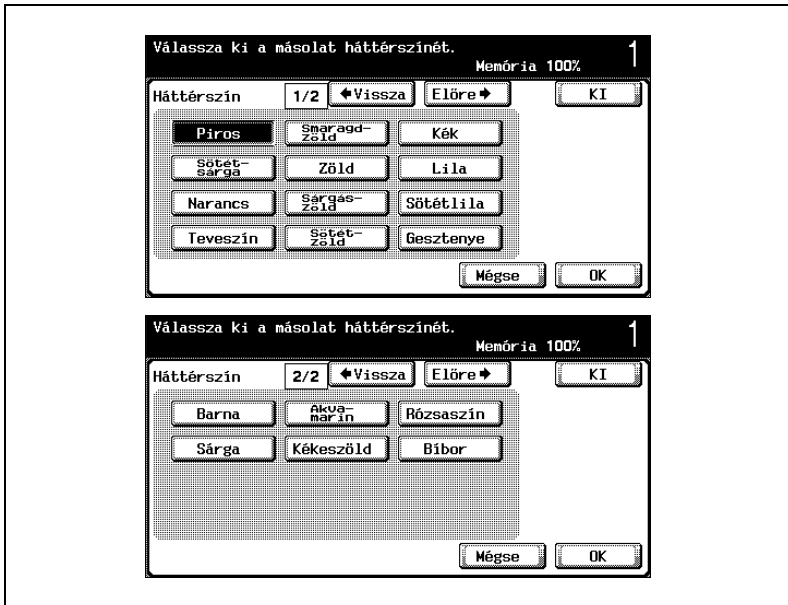 Válassza ki a másolat háttérszínét.
Memória 100% 1
Háttérszín 1/2 🡄Vissza Előre🡆 KI
Piros Smaragd-zöld Kék
Sötét-sárga Zöld Lila
Narancs Sárgás-zöld Sötétlila
Teveszín Sötét-zöld Gesztenye
Mégse OK
Válassza ki a másolat háttérszínét.
Memória 100% 1
Háttérszín 2/2 🡄Vissza Előre🡆 KI
Barna Akva-marin Rózsaszín
Sárga Kékeszöld Bíbor
Mégse OK